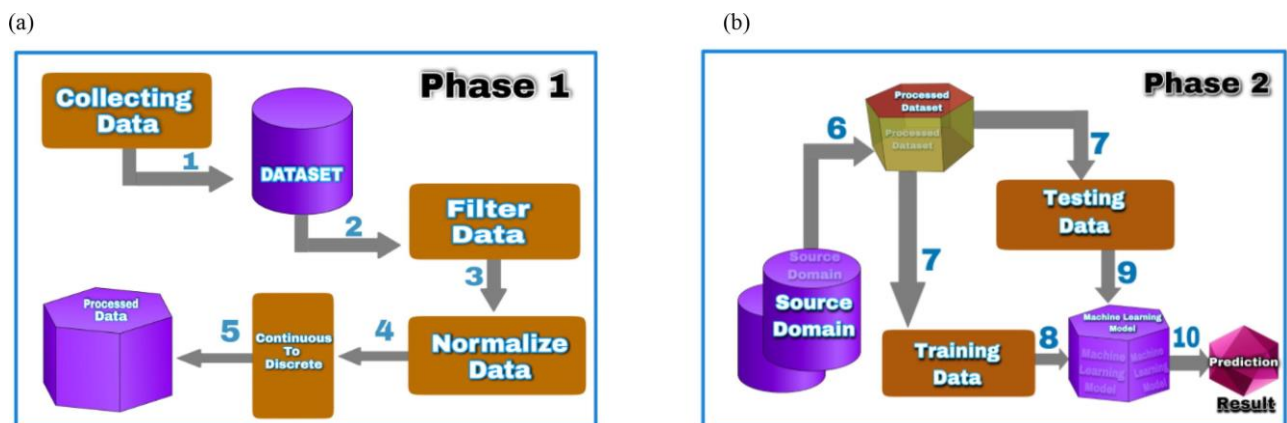 (a)
Phase 1
Collecting
Data
1
DATASET
2
Filter
Data
3
Normalize
Data
4
Continuous
To
Discrete
5
Processed
Data
(b)
Phase 2
Source
Domain
Source
Domain
6
Processed
Dataset
Processed
Dataset
7
Testing
Data
7
Training
Data
8
9
Machine Learning
Model
Machine
Learning
Model
Machine
Learning
Model
10
Prediction
Result